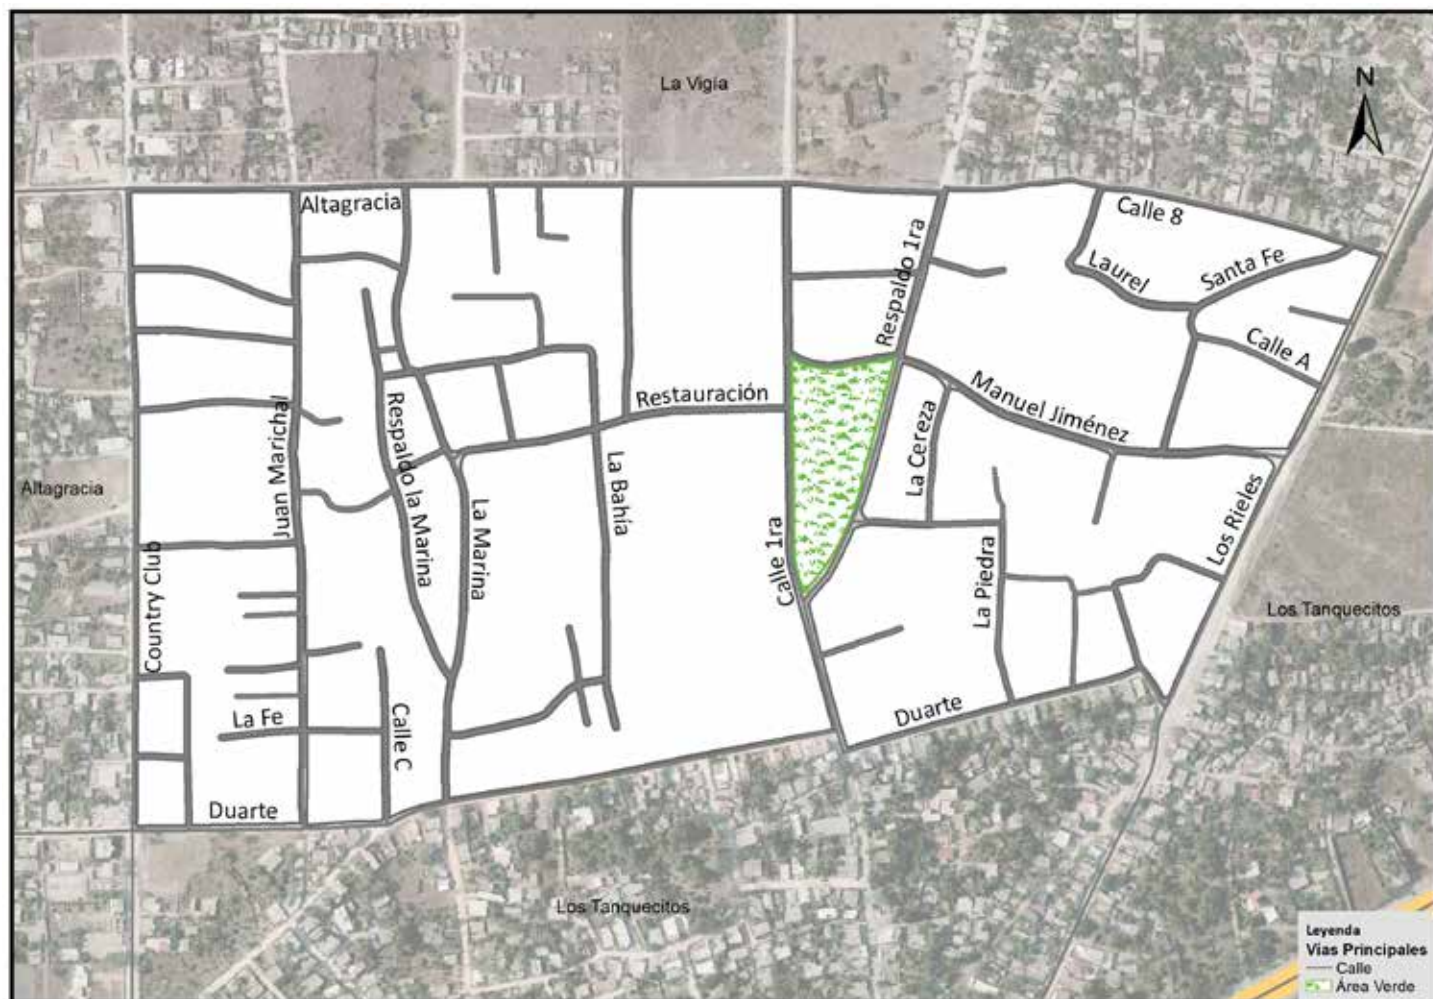 La Vigía
N
Altagracia
Calle 8
Respaldo 1ra
Laurel
Santa Fe
Calle A
Restauración
Manuel Jiménez
Juan Marichal
Respaldo la Marina
La Cereza
La Bahía
La Marina
Altagracia
Los Rieles
Calle 1ra
La Piedra
Country Club
Los Tanquecitos
La Fe
Calle C
Duarte
Duarte
Los Tanquecitos
Leyenda
Vías Principales
Calle
Área Verde